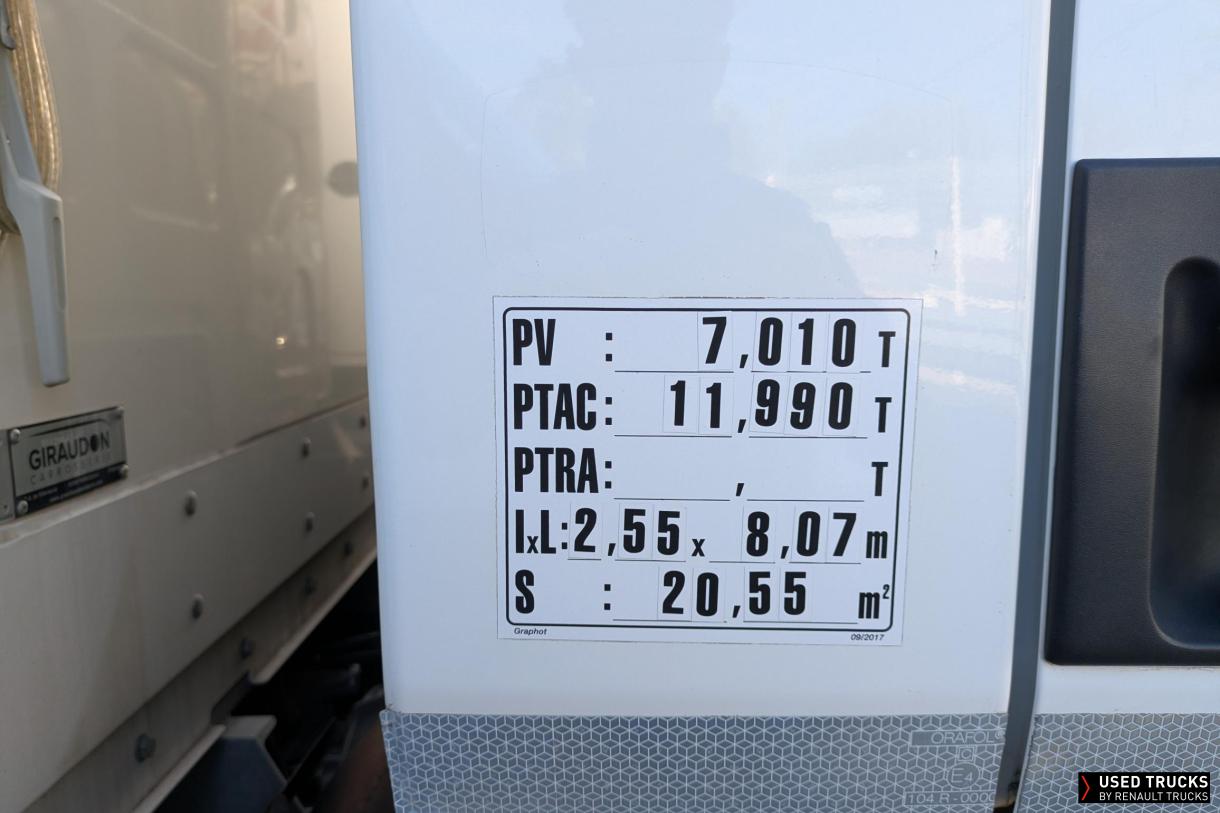 GIRAUDON
CARROSSERIE
PV : 7,010 T
PTAC: 11,990 T
PTRA: , T
lxL: 2,55 x 8,07 m
S : 20,55 m²
Graphot 09/2017
ORAFOL
E4
USED TRUCKS
BY RENAULT TRUCKS